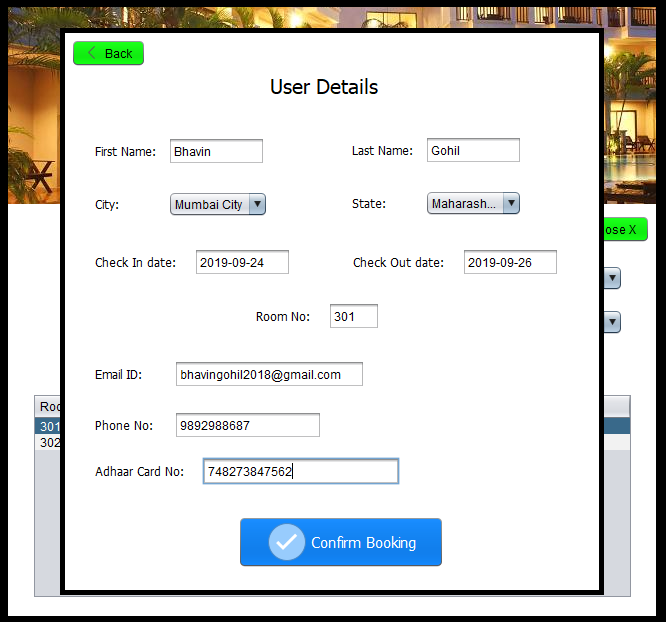 Back
User Details
First Name: Bhavin Last Name: Gohil
City: Mumbai City State: Maharash...
ose X
Check In date: 2019-09-24 Check Out date: 2019-09-26
Room No: 301
Email ID: bhavingohil2018@gmail.com
Roo
Phone No: 9892988687
301
302
Adhaar Card No: 748273847562
Confirm Booking